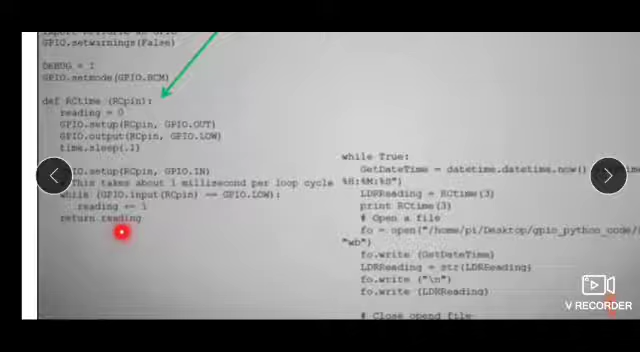 GPIO.setwarnings(False)
DEBUG = 1
GPIO.setmode(GPIO.BCM)
def RCtime (RCpin):
reading = 0
GPIO.setup(RCpin, GPIO.OUT)
GPIO.output(RCpin, GPIO.LOW)
time.sleep(.1)
GPIO.setup(RCpin, GPIO.IN)
# This takes about 1 millisecond per loop cycle
while (GPIO.input(RCpin) == GPIO.LOW):
reading += 1
return reading
while True:
GetDateTime = datetime.datetime.now()
%H:%M:%S")
LDRReading = RCtime(3)
print RCtime(3)
# Open a file
fo = open("/home/pi/Desktop/gpio_python_code/
"wb")
fo.write (GetDateTime)
LDRReading = str(LDRReading)
fo.write ("\n")
fo.write (LDRReading)
# Close opend file
V RECORDER